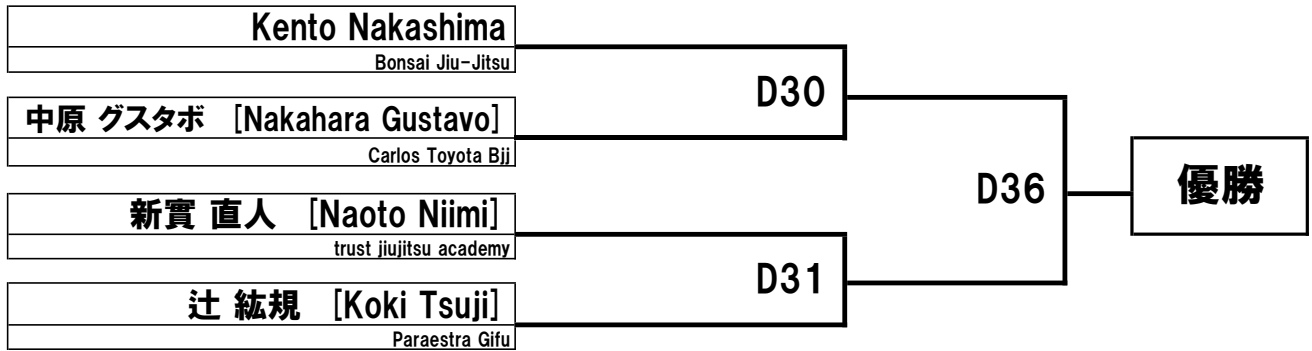 Kento Nakashima
Bonsai Jiu-Jitsu
中原 グスタボ [Nakahara Gustavo]
Carlos Toyota Bjj
新實 直人 [Naoto Niimi]
trust jiujitsu academy
辻 紘規 [Koki Tsuji]
Paraestra Gifu
D30
D31
D36
優勝